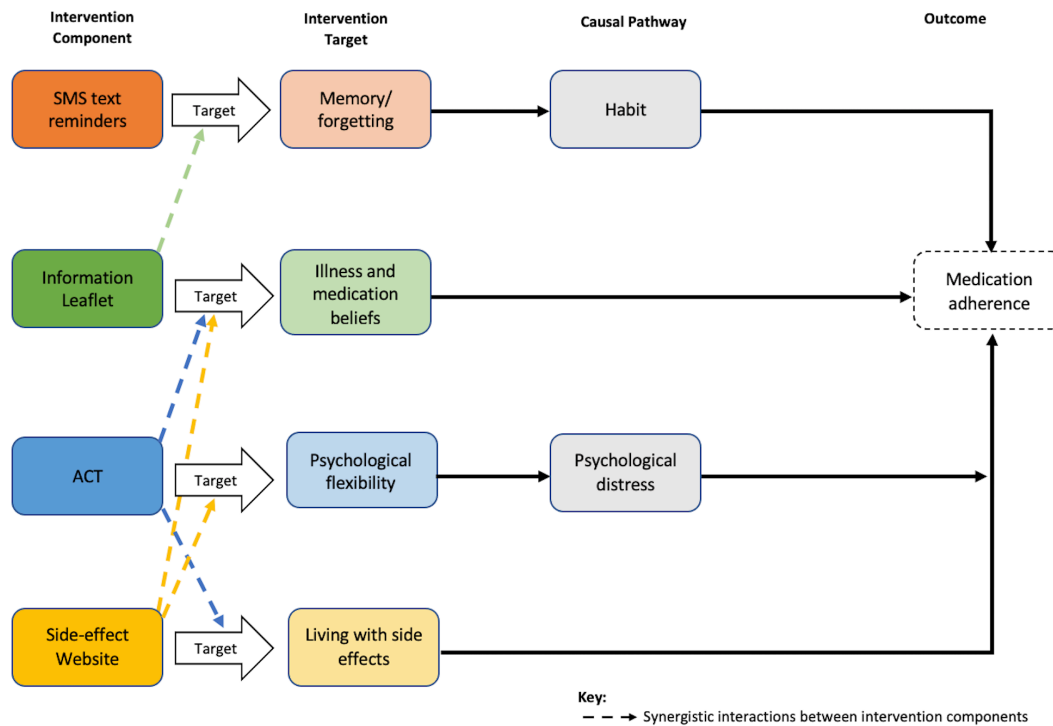 Intervention
Component
Intervention
Target
Causal Pathway
Outcome
SMS text
reminders
Target
Memory/
forgetting
Habit
Information
Leaflet
Target
Illness and
medication
beliefs
Medication
adherence
ACT
Target
Psychological
flexibility
Psychological
distress
Side-effect
Website
Target
Living with side
effects
Key:
Synergistic interactions between intervention components